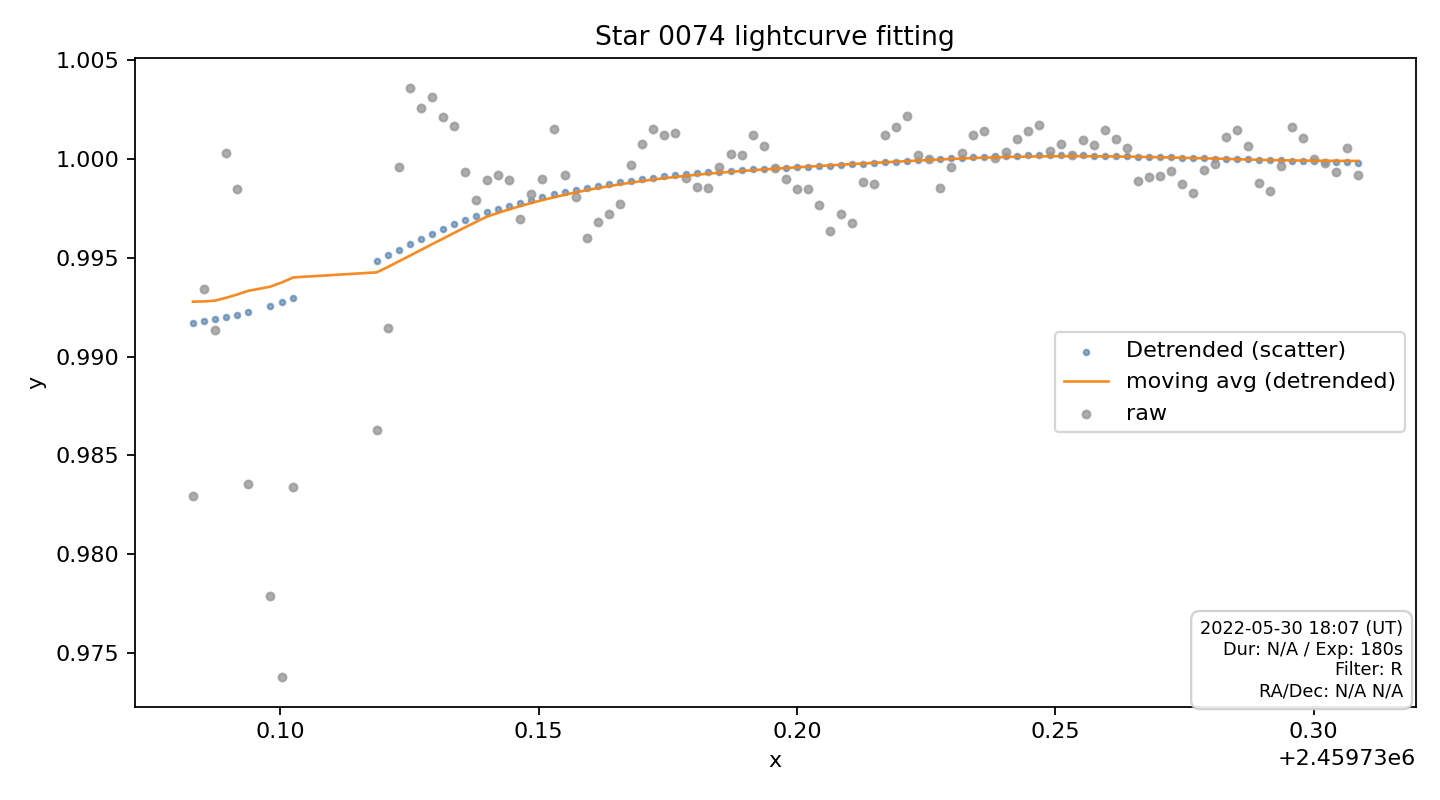 Star 0074 lightcurve fitting
1.005
1.000
0.995
0.990
0.985
0.980
0.975
y
Detrended (scatter)
moving avg (detrended)
raw
2022-05-30 18:07 (UT)
Dur: N/A / Exp: 180s
Filter: R
RA/Dec: N/A N/A
0.10 0.15 0.20 0.25 0.30
x
+2.45973e6